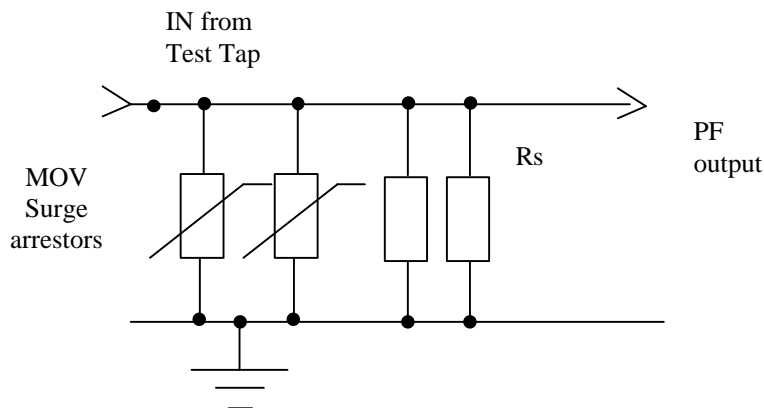 IN from
Test Tap
MOV
Surge
arrestors
Rs
PF
output